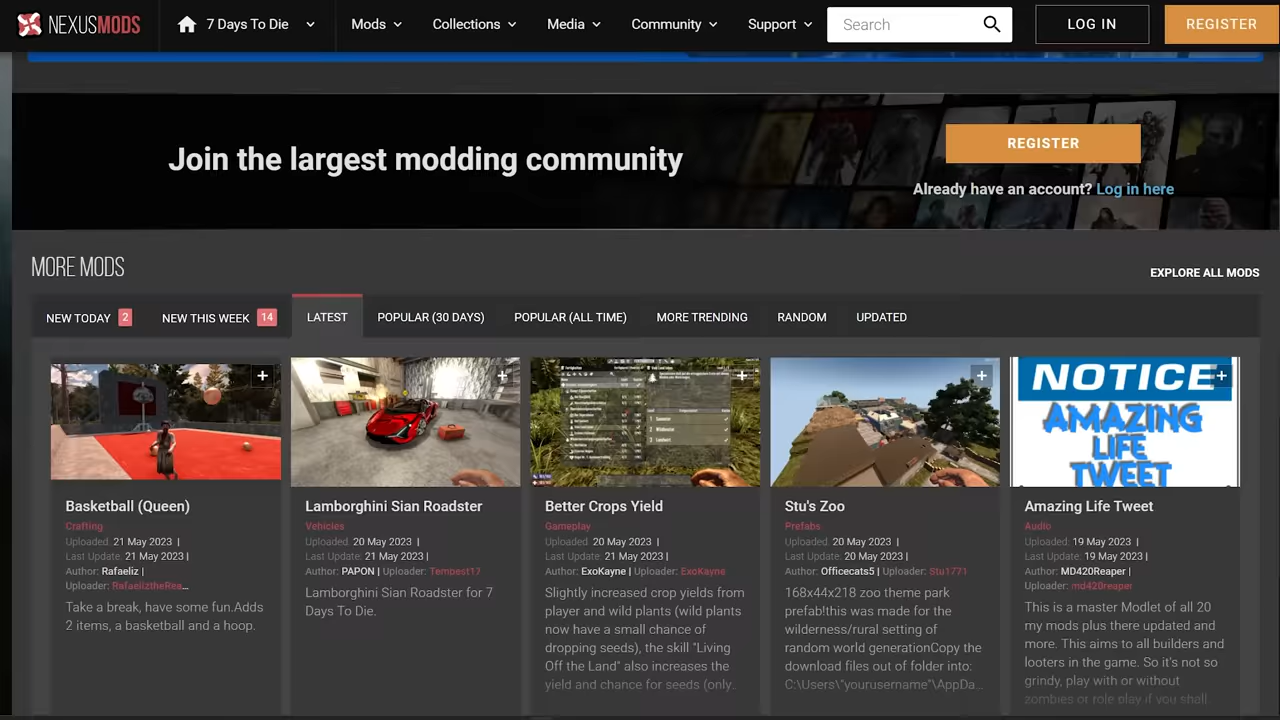 NEXUSMODS
7 Days To Die
Mods
Collections
Media
Community
Support
Search
LOG IN
REGISTER
Join the largest modding community
REGISTER
Already have an account? Log in here
MORE MODS
EXPLORE ALL MODS
NEW TODAY 2
NEW THIS WEEK 14
LATEST
POPULAR (30 DAYS)
POPULAR (ALL TIME)
MORE TRENDING
RANDOM
UPDATED
Basketball (Queen)
Crafting
Uploaded: 21 May 2023 |
Last Update: 21 May 2023 |
Author: Rafaeliz |
Uploader: RafaeliztheRea...
Take a break, have some fun.Adds
2 items, a basketball and a hoop.
Lamborghini Sian Roadster
Vehicles
Uploaded: 20 May 2023 |
Last Update: 21 May 2023 |
Author: PAPON | Uploader: Tempest17
Lamborghini Sian Roadster for 7
Days To Die.
Better Crops Yield
Gameplay
Uploaded: 20 May 2023 |
Last Update: 21 May 2023 |
Author: ExoKayne | Uploader: ExoKayne
Slightly increased crop yields from
player and wild plants (wild plants
now have a small chance of
dropping seeds), the skill "Living
Off the Land" also increases the
yield and chance for seeds (only..
Stu's Zoo
Prefabs
Uploaded: 20 May 2023 |
Last Update: 20 May 2023 |
Author: Officecats5 | Uploader: Stu1771
168x44x218 zoo theme park
prefab!this was made for the
wilderness/rural setting of
random world generationCopy the
download files out of folder into:
C:\Users\"yourusername"\AppDa...
NOTICE
AMAZING
LIFE
TWEET
Amazing Life Tweet
Audio
Uploaded: 19 May 2023 |
Last Update: 19 May 2023 |
Author: MD420Reaper |
Uploader: md420reaper
This is a master Modlet of all 20
my mods plus there updated and
more. This aims to all builders and
looters in the game. So it's not so
grindy, play with or without
zombies or role play if you shall.